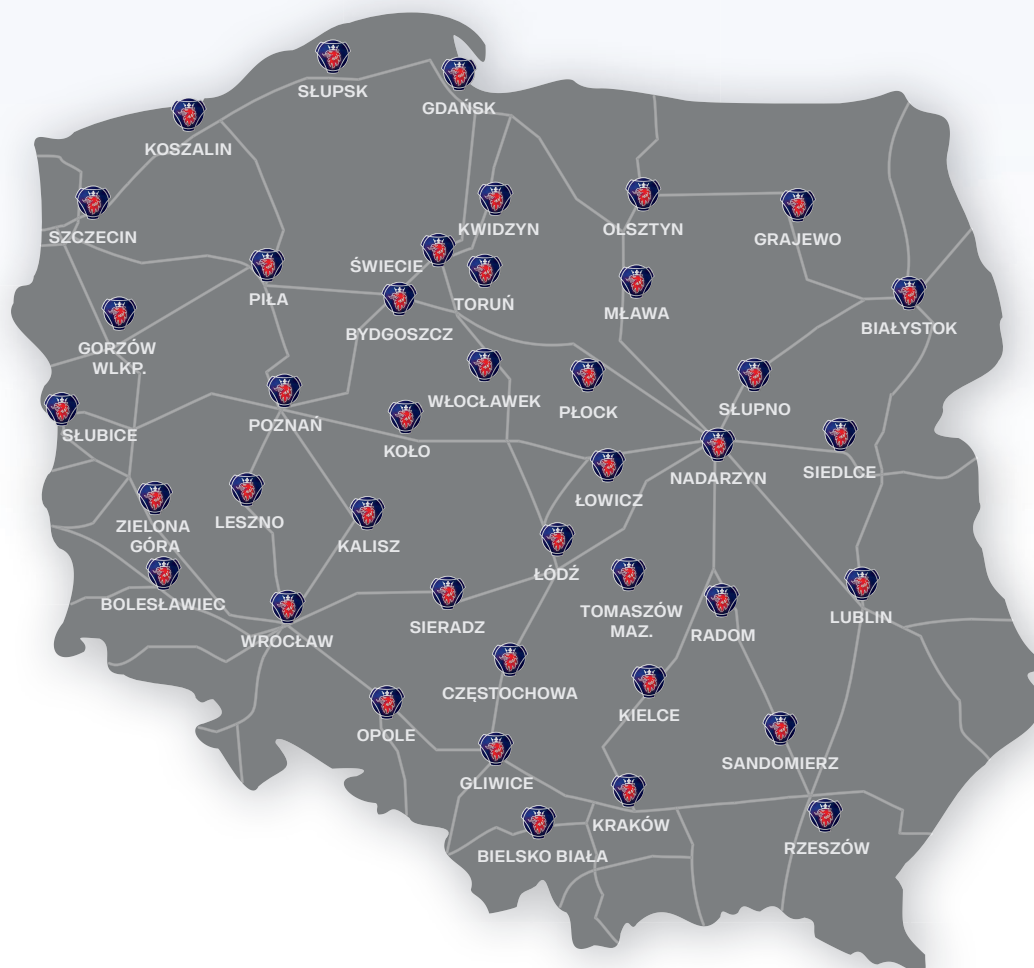 SŁUPSK
GDAŃSK
KOSZALIN
KWIDZYN
OLSZTYN
SZCZECIN
GRAJEWO
ŚWIECIE
PIŁA
TORUŃ
MŁAWA
BIAŁYSTOK
BYDGOSZCZ
GORZÓW
WLKP.
WŁOCŁAWEK
PŁOCK
SŁUPNO
POZNAŃ
SŁUBICE
KOŁO
SIEDLCE
NADARZYN
ŁOWICZ
LESZNO
ZIELONA
GÓRA
KALISZ
ŁÓDŹ
BOLESŁAWIEC
TOMASZÓW
MAZ.
LUBLIN
SIERADZ
RADOM
WROCŁAW
CZĘSTOCHOWA
KIELCE
OPOLE
SANDOMIERZ
GLIWICE
KRAKÓW
RZESZÓW
BIELSKO BIAŁA